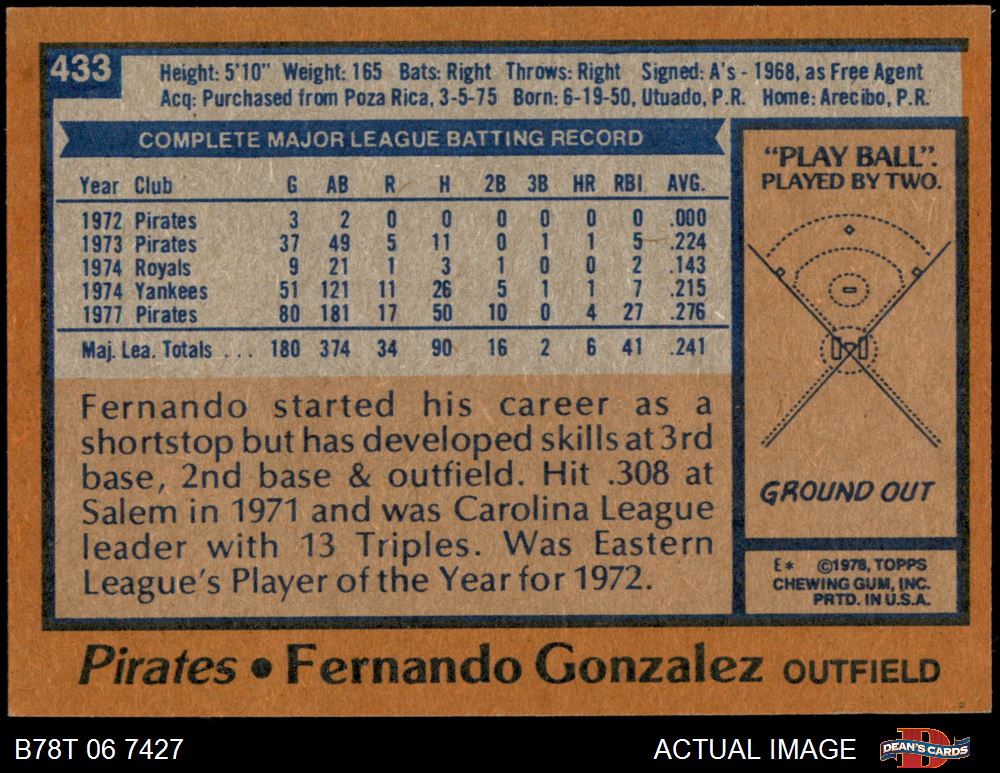 433
Height: 5'10" Weight: 165 Bats: Right Throws: Right Signed: A's - 1968, as Free Agent
Acq: Purchased from Poza Rica, 3-5-75 Born: 6-19-50, Utuado, P.R. Home: Arecibo, P.R.
COMPLETE MAJOR LEAGUE BATTING RECORD
Year Club G AB R H 2B 3B HR RBI AVG.
1972 Pirates 3 2 0 0 0 0 0 0 .000
1973 Pirates 37 49 5 11 0 1 1 5 .224
1974 Royals 9 21 1 3 1 0 0 2 .143
1974 Yankees 51 121 11 26 5 1 1 7 .215
1977 Pirates 80 181 17 50 10 0 4 27 .276
Maj. Lea. Totals ... 180 374 34 90 16 2 6 41 .241
Fernando started his career as a
shortstop but has developed skills at 3rd
base, 2nd base & outfield. Hit .308 at
Salem in 1971 and was Carolina League
leader with 13 Triples. Was Eastern
League's Player of the Year for 1972.
"PLAY BALL".
PLAYED BY TWO.
GROUND OUT
E* ©1978, TOPPS
CHEWING GUM, INC.
PRTD. IN U.S.A.
Pirates • Fernando Gonzalez OUTFIELD
B78T 06 7427
ACTUAL IMAGE
DEAN'S CARDS